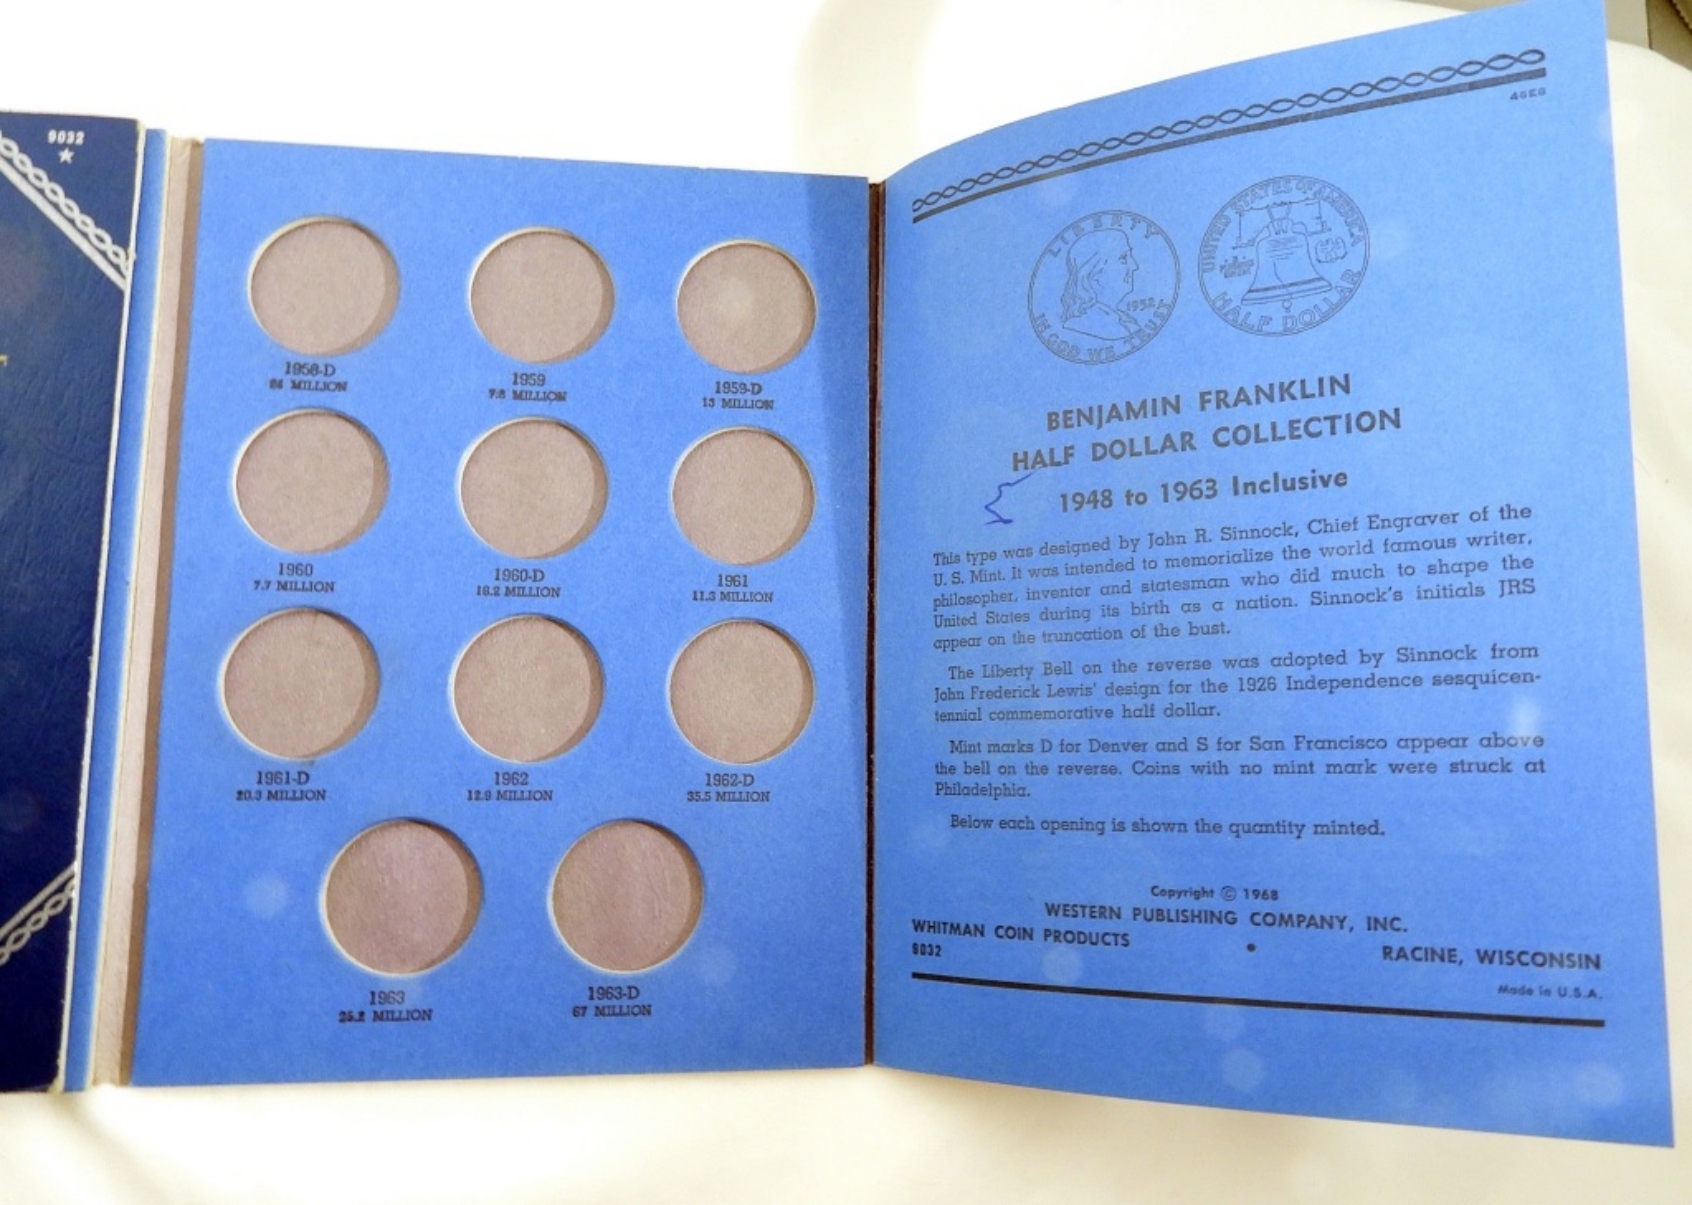 9032
1958-D
24 MILLION
1959
MILLION
1959-D
13 MILLION
1960
7.7 MILLION
1960-D
18.2 MILLION
1961
11.3 MILLION
1961-D
20.3 MILLION
1962
12.9 MILLION
1962-D
35.5 MILLION
1963
MILLION
1963-D
67 MILLION
LIBERTY
1952
IN GOD WE TRUST
UNITED STATES OF AMERICA
HALF DOLLAR
BENJAMIN FRANKLIN
HALF DOLLAR COLLECTION
1948 to 1963 Inclusive
This type was designed by John R. Sinnock, Chief Engraver of the
U. S. Mint. It was intended to memorialize the world famous writer,
philosopher, inventor and statesman who did much to shape the
United States during its birth as a nation. Sinnock's initials JRS
appear on the truncation of the bust.
The Liberty Bell on the reverse was adopted by Sinnock from
John Frederick Lewis' design for the 1926 Independence sesquicen-
tennial commemorative half dollar.
Mint marks D for Denver and S for San Francisco appear above
the bell on the reverse. Coins with no mint mark were struck at
Philadelphia.
Below each opening is shown the quantity minted.
Copyright © 1968
WESTERN PUBLISHING COMPANY, INC.
WHITMAN COIN PRODUCTS • RACINE, WISCONSIN
9032
Made in U.S.A.